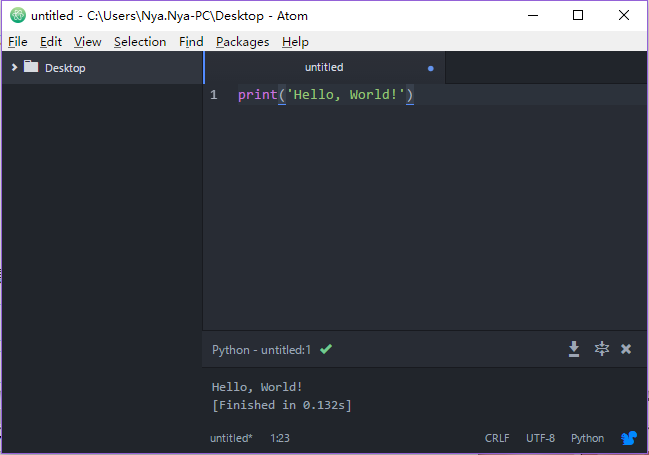 untitled - C:\Users\Nya.Nya-PC\Desktop - Atom
File Edit View Selection Find Packages Help
Desktop
untitled
1 print('Hello, World!')
Python - untitled:1
Hello, World!
[Finished in 0.132s]
untitled* 1:23 CRLF UTF-8 Python